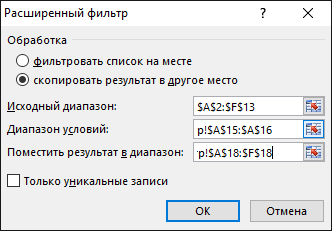 Расширенный фильтр
Обработка
фильтровать список на месте
скопировать результат в другое место
Исходный диапазон: $A$2:$F$13
Диапазон условий: р!$A$15:$A$16
Поместить результат в диапазон: р!$A$18:$F$18
Только уникальные записи
ОК Отмена